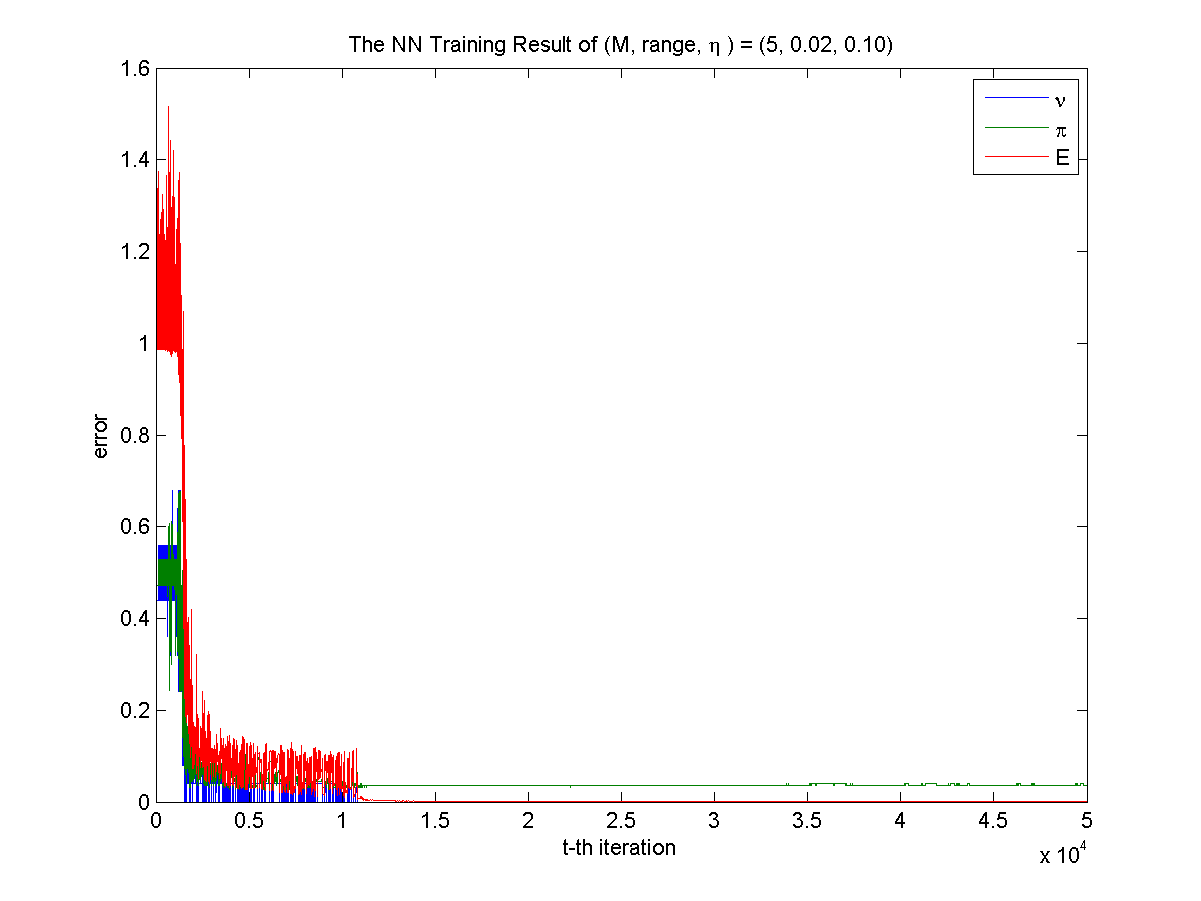 The NN Training Result of (M, range, η ) = (5, 0.02, 0.10)
1.6
1.4
1.2
1
0.8
0.6
0.4
0.2
0
error
ν
π
E
0 0.5 1 1.5 2 2.5 3 3.5 4 4.5 5
t-th iteration
x 10^4